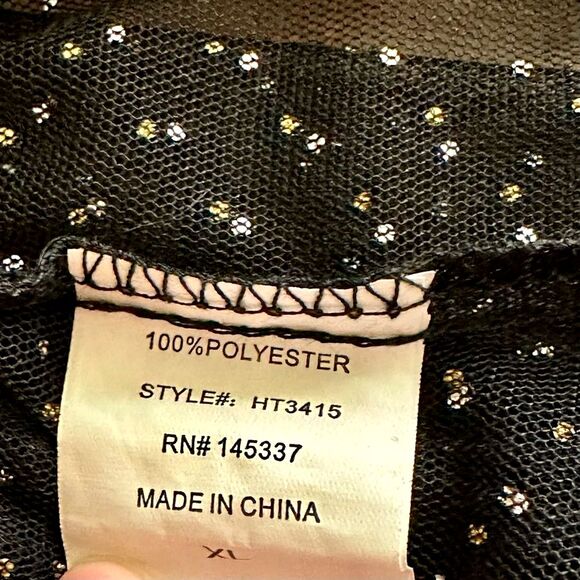 100%POLYESTER
STYLE#: HT3415
RN# 145337
MADE IN CHINA
XL